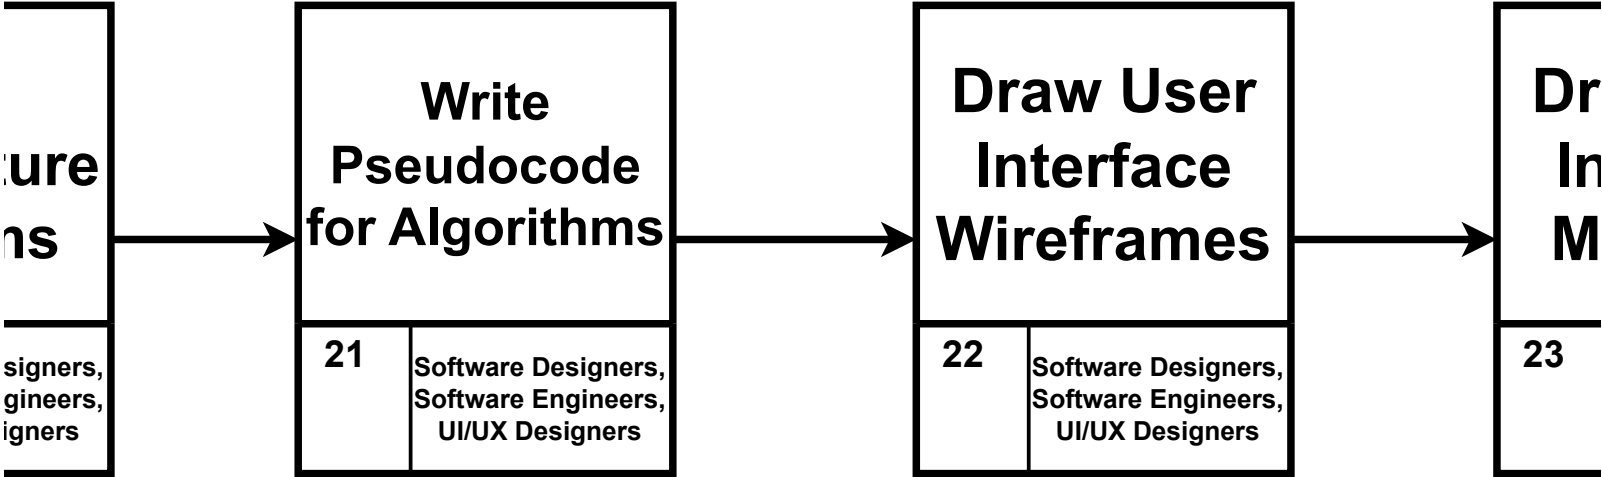 Write
Pseudocode
for Algorithms
21
Software Designers,
Software Engineers,
UI/UX Designers
Draw User
Interface
Wireframes
22
Software Designers,
Software Engineers,
UI/UX Designers
23